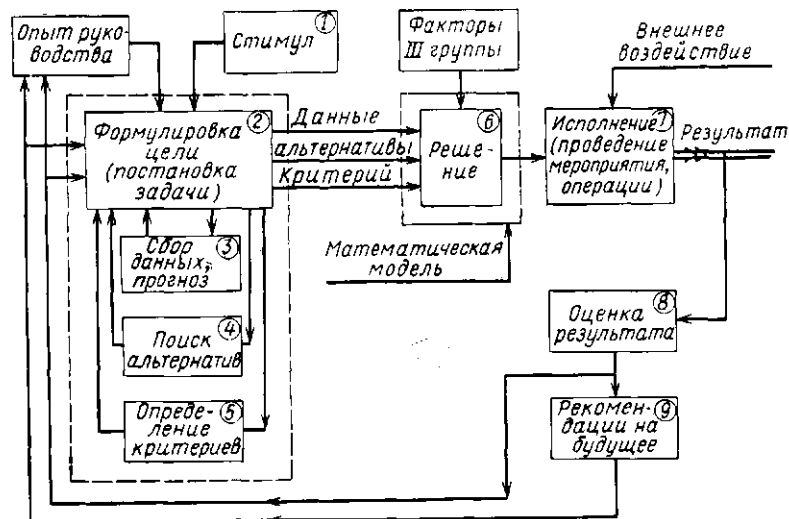 Опыт руко-
водства
①
Стимул
Факторы
III группы
Внешнее
воздействие
②
Формулировка
цели
(постановка
задачи)
Данные
альтернативы
Критерий
⑥
Реше-
ние
⑦
Исполнение
(проведение
мероприятия,
операции)
Результат
③
Сбор
данных,
прогноз
Математическая
модель
④
Поиск
альтернатив
⑤
Опреде-
ление
критериев
⑧
Оценка
результата
⑨
Рекомен-
дации на
будущее